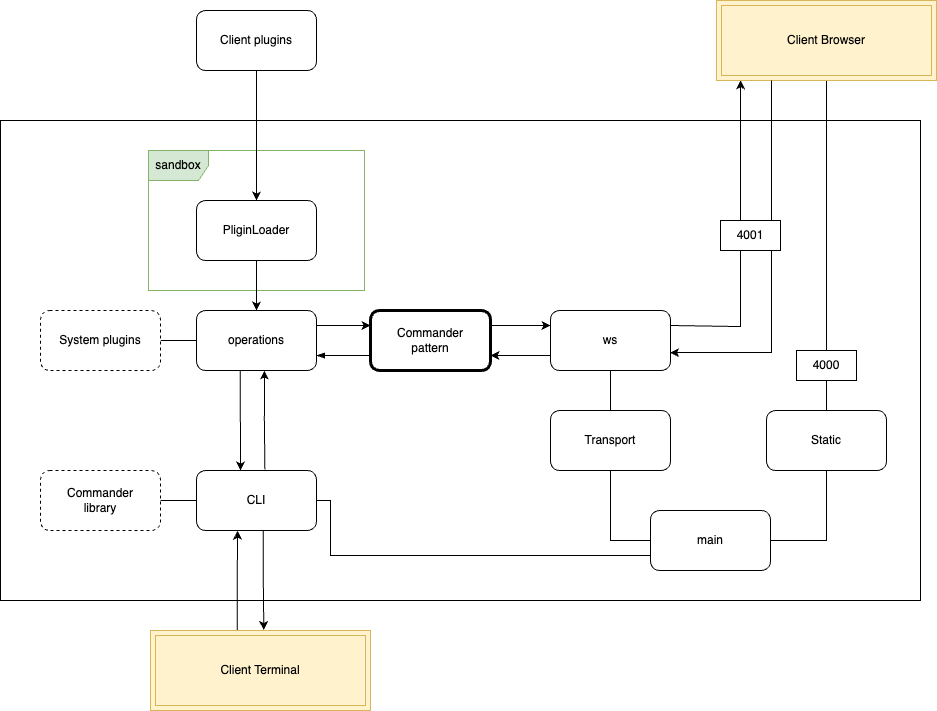 Client plugins
Client Browser
sandbox
PliginLoader
4001
System plugins
operations
Commander
pattern
ws
4000
Transport
Static
Commander
library
CLI
main
Client Terminal